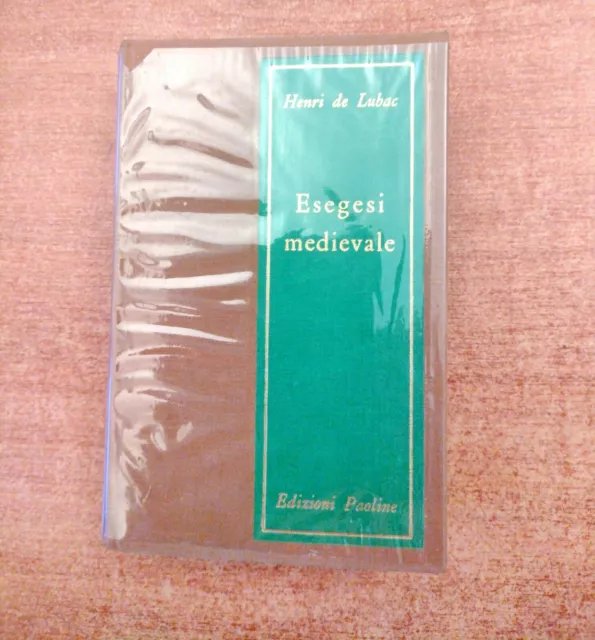 Henri de Lubac
Esegesi
medievale
Edizioni Paoline